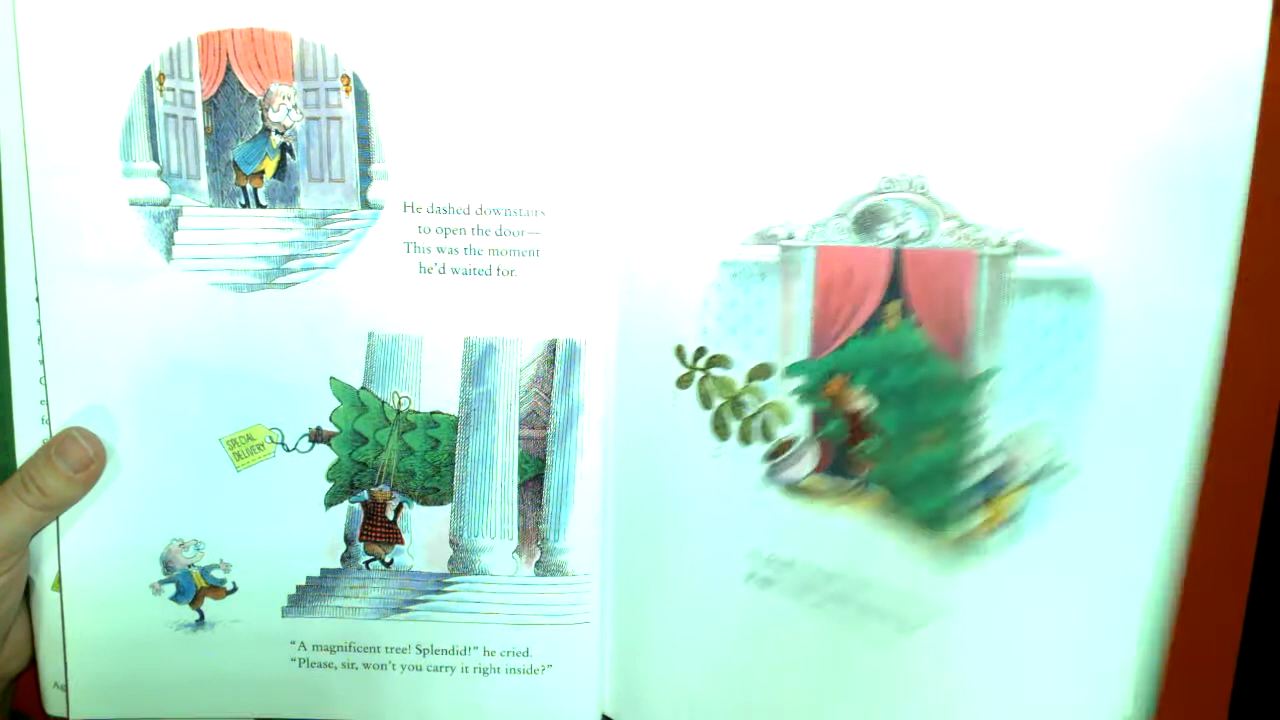 He dashed downstairs
to open the door—
This was the moment
he'd waited for.
SPECIAL
DELIVERY
"A magnificent tree! Splendid!" he cried.
"Please, sir, won't you carry it right inside?"